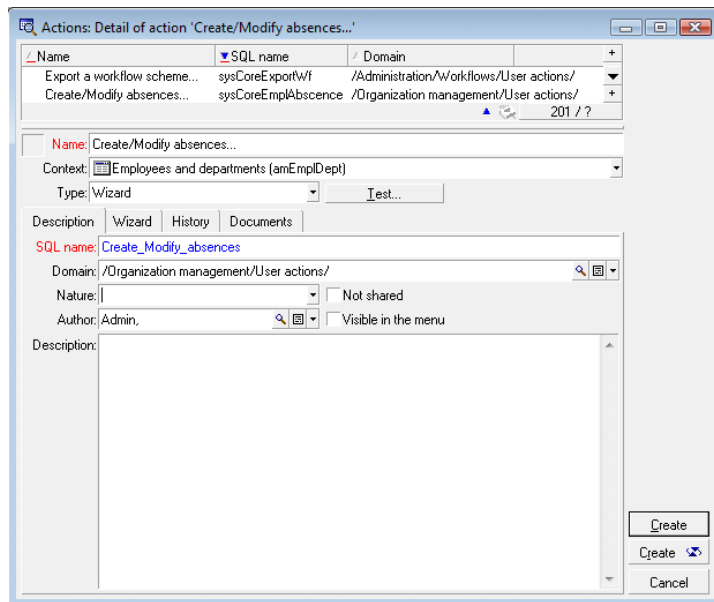 Actions: Detail of action 'Create/Modify absences...'
Name SQL name Domain
Export a workflow scheme... sysCoreExportWf /Administration/Workflows/User actions/
Create/Modify absences... sysCoreEmplAbscence /Organization management/User actions/
201 / ?
Name: Create/Modify absences...
Context: Employees and departments (amEmplDept)
Type: Wizard Test...
Description Wizard History Documents
SQL name: Create_Modify_absences
Domain: /Organization management/User actions/
Nature: Not shared
Author: Admin, Visible in the menu
Description:
Create
Create
Cancel